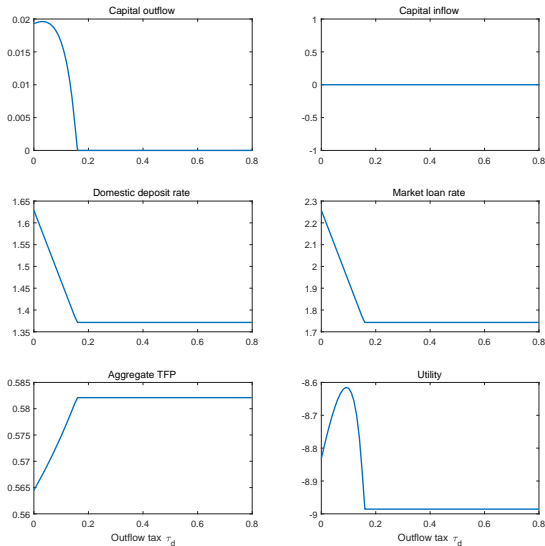 Capital outflow
0.02
0.015
0.01
0.005
0
0 0.2 0.4 0.6 0.8
Capital inflow
1
0.5
0
-0.5
-1
0 0.2 0.4 0.6 0.8
Domestic deposit rate
1.65
1.6
1.55
1.5
1.45
1.4
1.35
0 0.2 0.4 0.6 0.8
Market loan rate
2.3
2.2
2.1
2
1.9
1.8
1.7
0 0.2 0.4 0.6 0.8
Aggregate TFP
0.585
0.58
0.575
0.57
0.565
0.56
0 0.2 0.4 0.6 0.8
Outflow tax τd
Utility
-8.6
-8.7
-8.8
-8.9
-9
0 0.2 0.4 0.6 0.8
Outflow tax τd